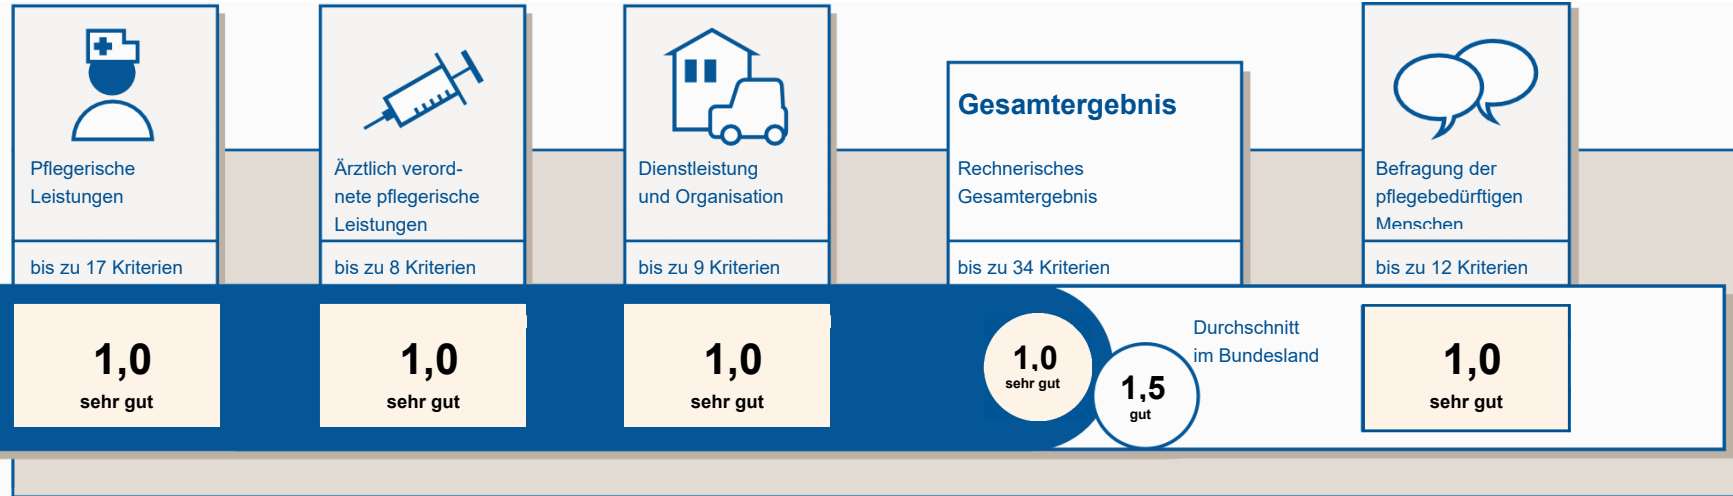 Pflegerische
Leistungen
bis zu 17 Kriterien
1,0
sehr gut
Ärztlich verord-
nete pflegerische
Leistungen
bis zu 8 Kriterien
1,0
sehr gut
Dienstleistung
und Organisation
bis zu 9 Kriterien
1,0
sehr gut
Gesamtergebnis
Rechnerisches
Gesamtergebnis
bis zu 34 Kriterien
1,0
sehr gut
1,5
gut
Durchschnitt
im Bundesland
Befragung der
pflegebedürftigen
Menschen
bis zu 12 Kriterien
1,0
sehr gut